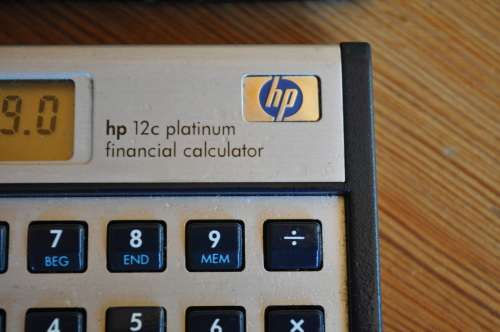 hp
9.0
hp 12c platinum
financial calculator
7 8 9 ÷
BEG END MEM
4 5 6 ×